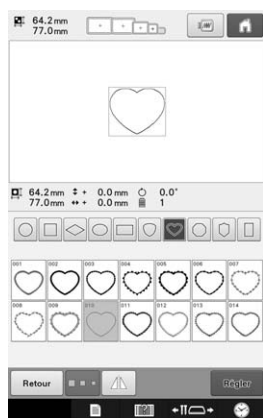 64.2mm
77.0mm
64.2mm + 0.0mm 0.0°
77.0mm + 0.0mm 1
001 002 003 004 005 006 007
008 009 010 011 012 013 014
Retour Régler